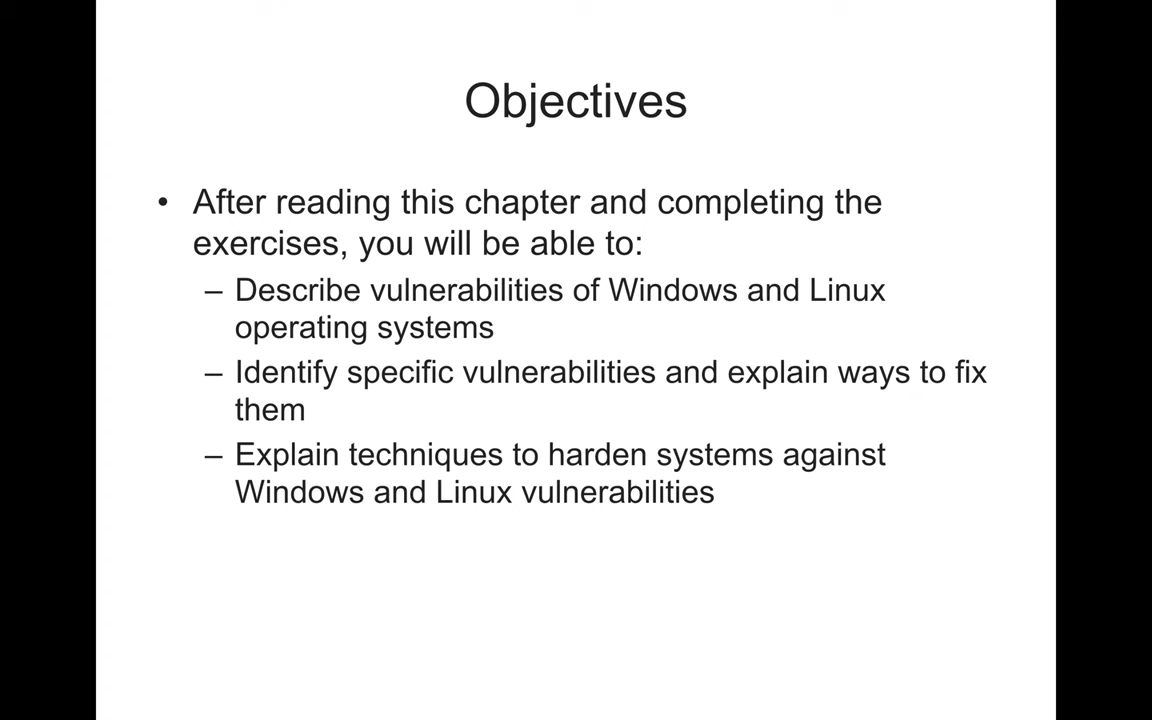 Objectives
• After reading this chapter and completing the
exercises, you will be able to:
– Describe vulnerabilities of Windows and Linux
operating systems
– Identify specific vulnerabilities and explain ways to fix
them
– Explain techniques to harden systems against
Windows and Linux vulnerabilities